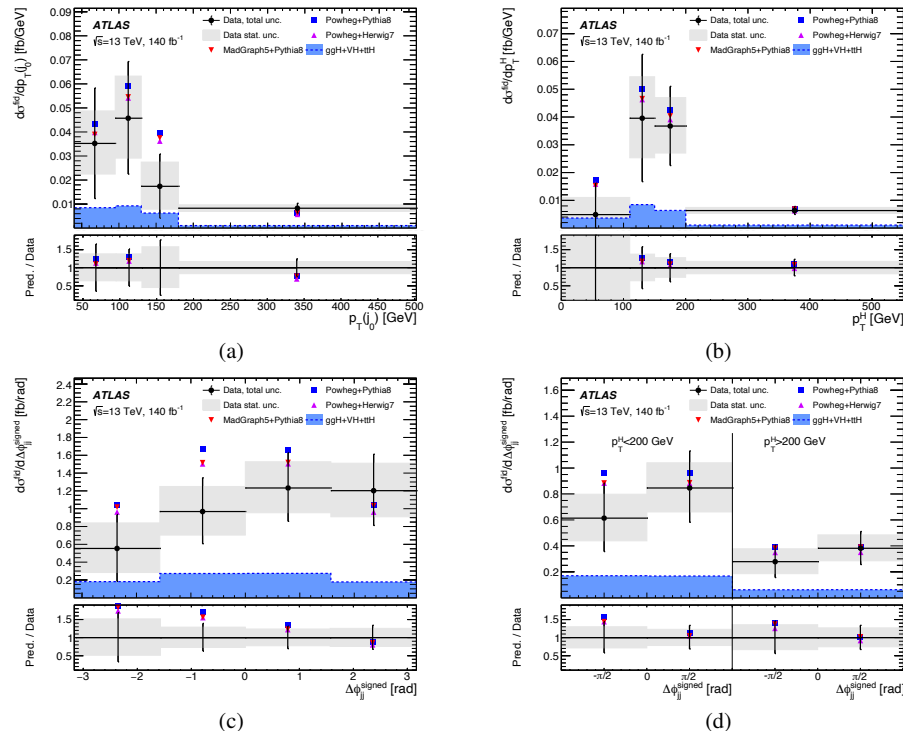 ATLAS
√s=13 TeV, 140 fb⁻¹
Data, total unc.
Data stat. unc.
MadGraph5+Pythia8
Powheg+Pythia8
Powheg+Herwig7
ggH+VH+ttH
dσ^fid/dp_T(j_0) [fb/GeV]
0.07
0.06
0.05
0.04
0.03
0.02
0.01
Pred. / Data
1.5
1
0.5
50 100 150 200 250 300 350 400 450 500
p_T(j_0) [GeV]
(a)
ATLAS
√s=13 TeV, 140 fb⁻¹
Data, total unc.
Data stat. unc.
MadGraph5+Pythia8
Powheg+Pythia8
Powheg+Herwig7
ggH+VH+ttH
dσ^fid/dp_T^H [fb/GeV]
0.07
0.06
0.05
0.04
0.03
0.02
0.01
Pred. / Data
1.5
1
0.5
0 100 200 300 400 500
p_T^H [GeV]
(b)
ATLAS
√s=13 TeV, 140 fb⁻¹
Data, total unc.
Data stat. unc.
MadGraph5+Pythia8
Powheg+Pythia8
Powheg+Herwig7
ggH+VH+ttH
dσ^fid/dΔϕ_jj^signed [fb/rad]
2.4
2
1.6
1.4
1.2
1
0.8
0.6
0.4
0.2
Pred. / Data
1.5
1
0.5
−3 −2 −1 0 1 2 3
Δϕ_jj^signed [rad]
(c)
ATLAS
√s=13 TeV, 140 fb⁻¹
Data, total unc.
Data stat. unc.
MadGraph5+Pythia8
Powheg+Pythia8
Powheg+Herwig7
ggH+VH+ttH
p_T^H<200 GeV
p_T^H>200 GeV
dσ^fid/dΔϕ_jj^signed [fb/rad]
1.6
1.4
1.2
1
0.8
0.6
0.4
0.2
Pred. / Data
1.5
1
0.5
-π/2 0 π/2 -π/2 0 π/2
Δϕ_jj^signed [rad] Δϕ_jj^signed [rad]
(d)